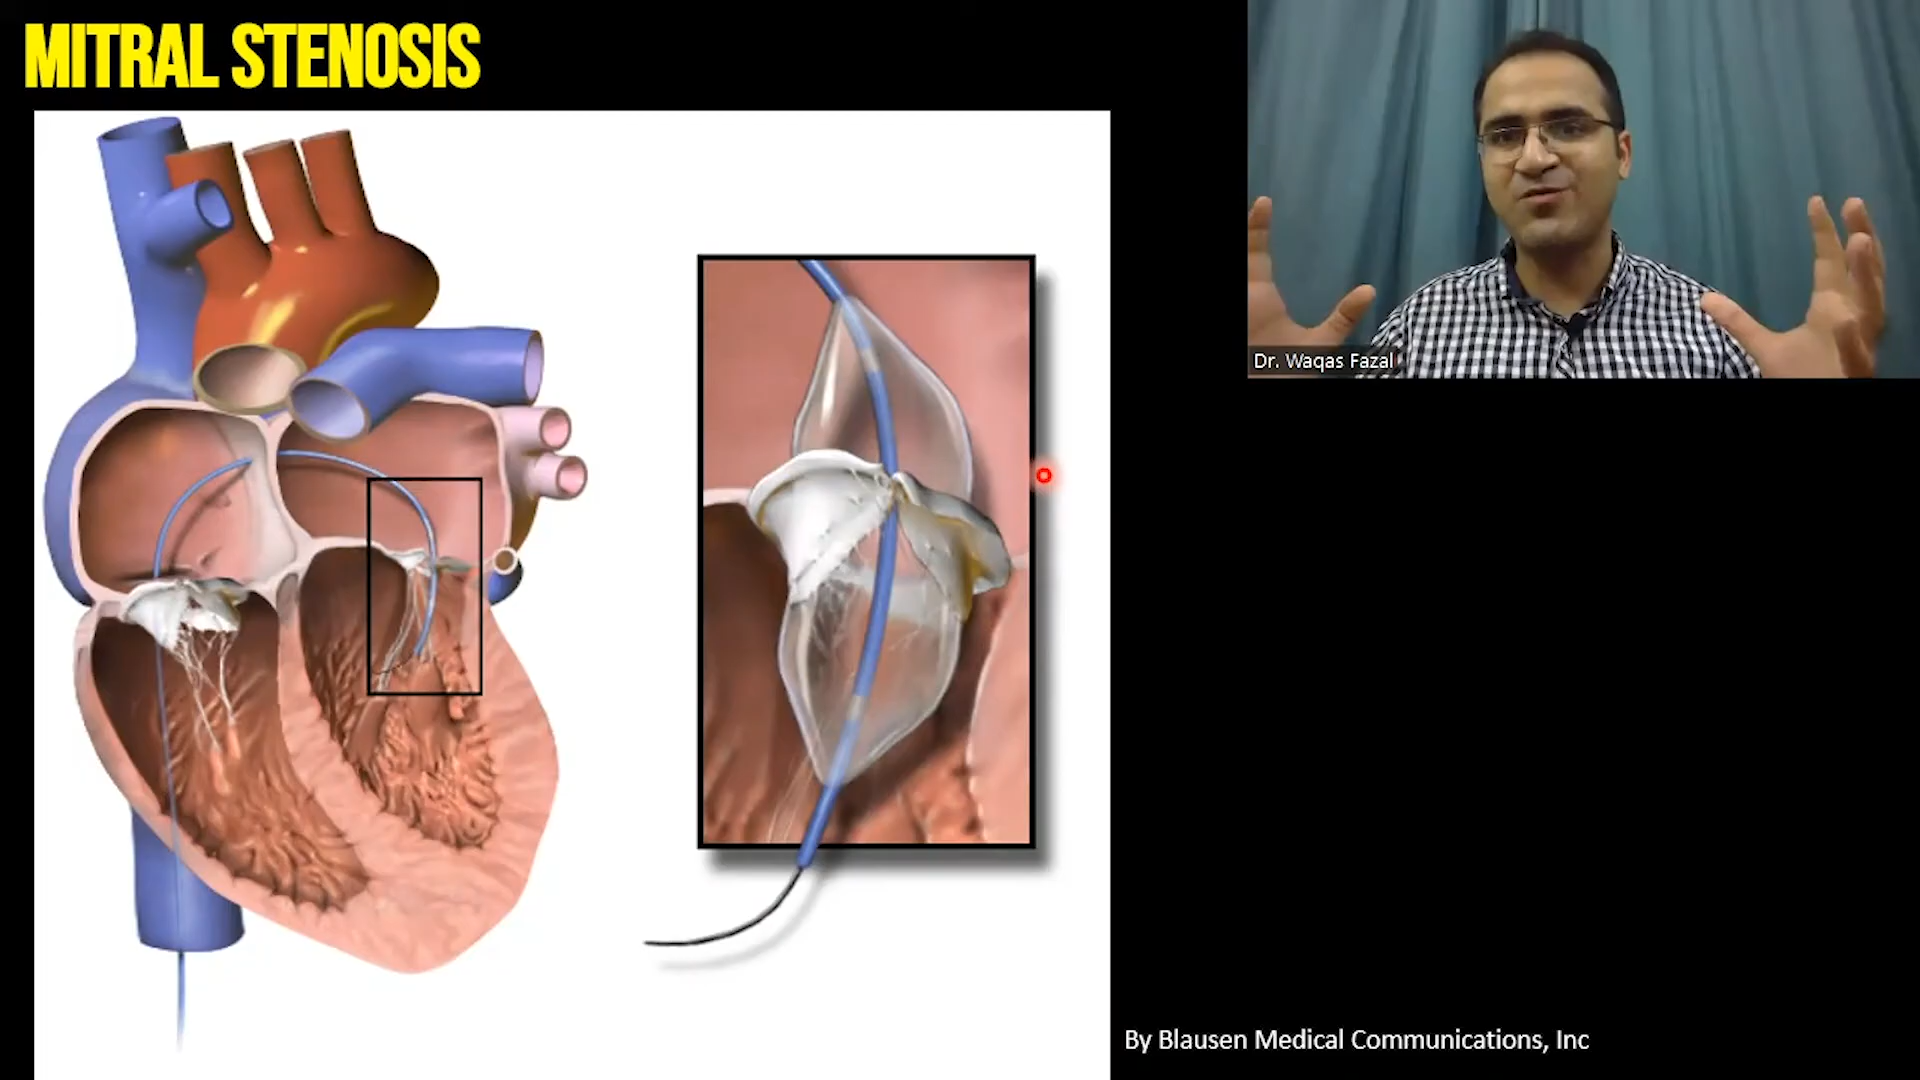 MITRAL STENOSIS
Dr. Waqas Fazal
By Blausen Medical Communications, Inc